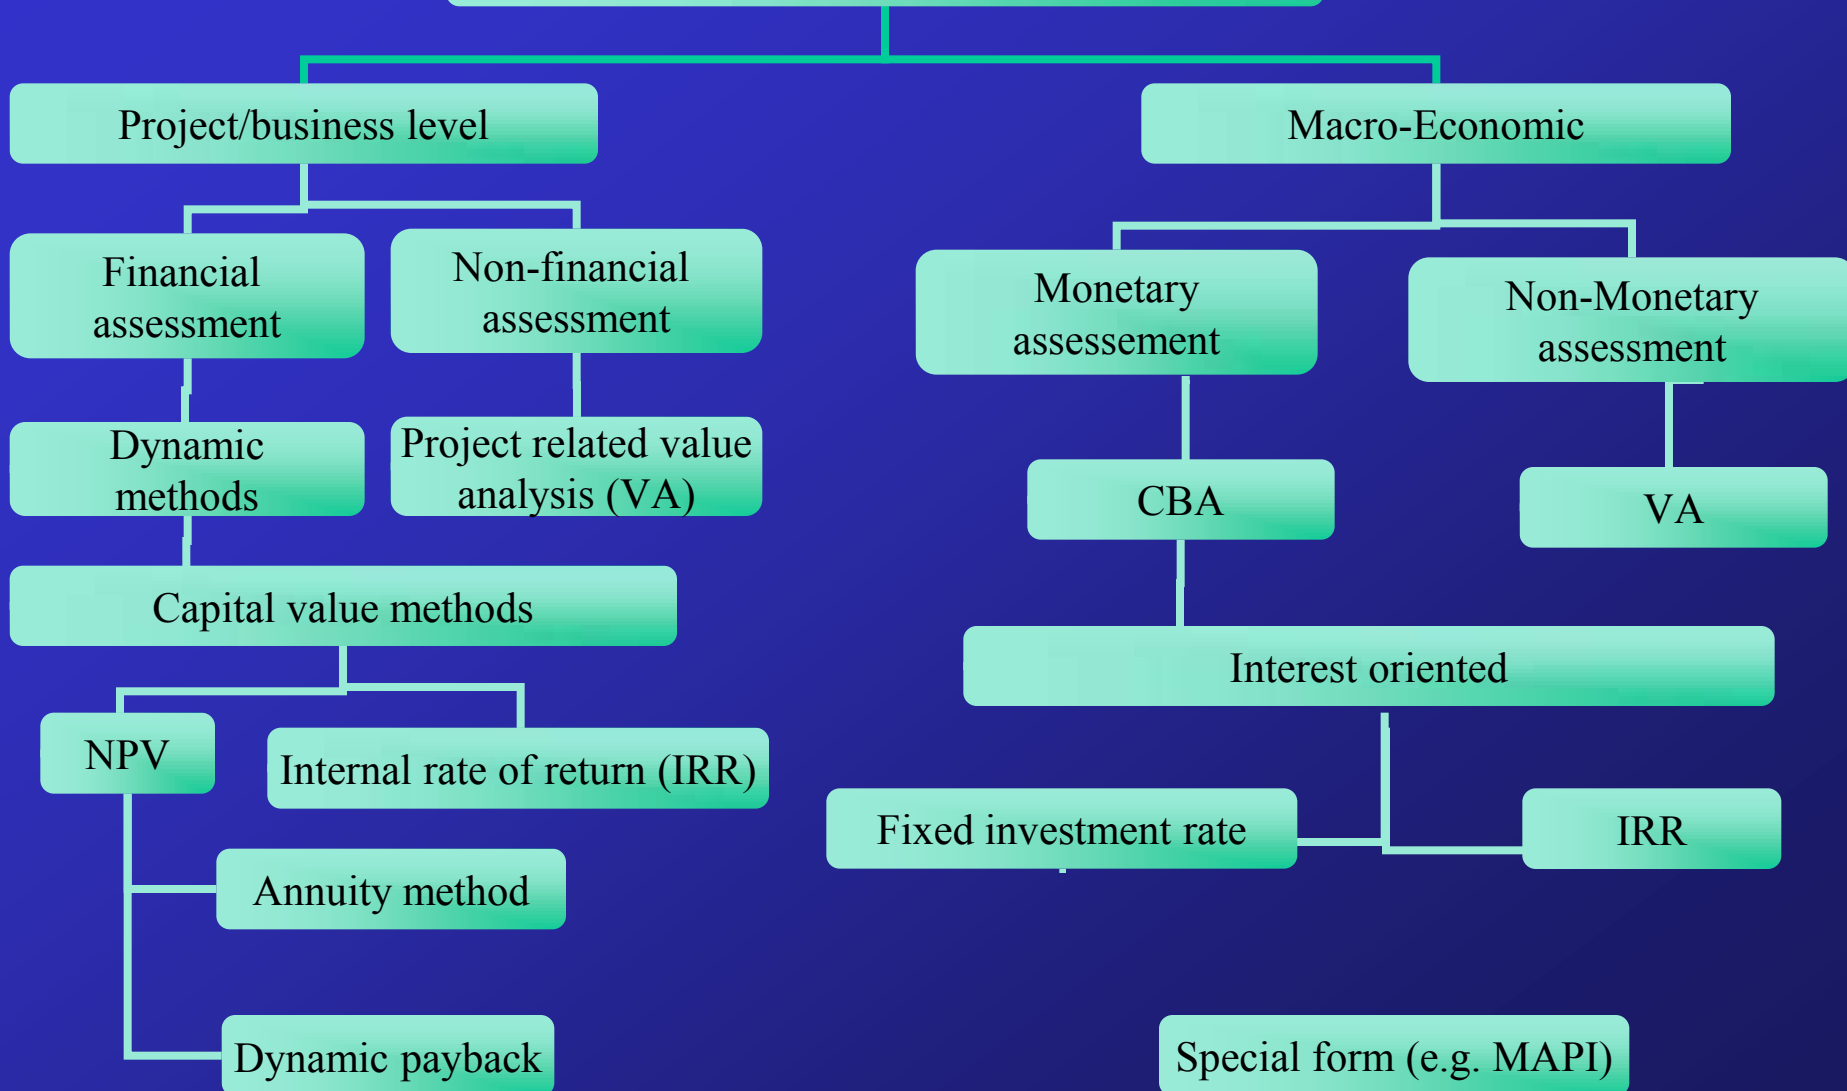 Project/business level
Macro-Economic
Financial
assessment
Non-financial
assessment
Monetary
assessement
Non-Monetary
assessment
Dynamic
methods
Project related value
analysis (VA)
CBA
VA
Capital value methods
Interest oriented
NPV
Internal rate of return (IRR)
Fixed investment rate
IRR
Annuity method
Dynamic payback
Special form (e.g. MAPI)